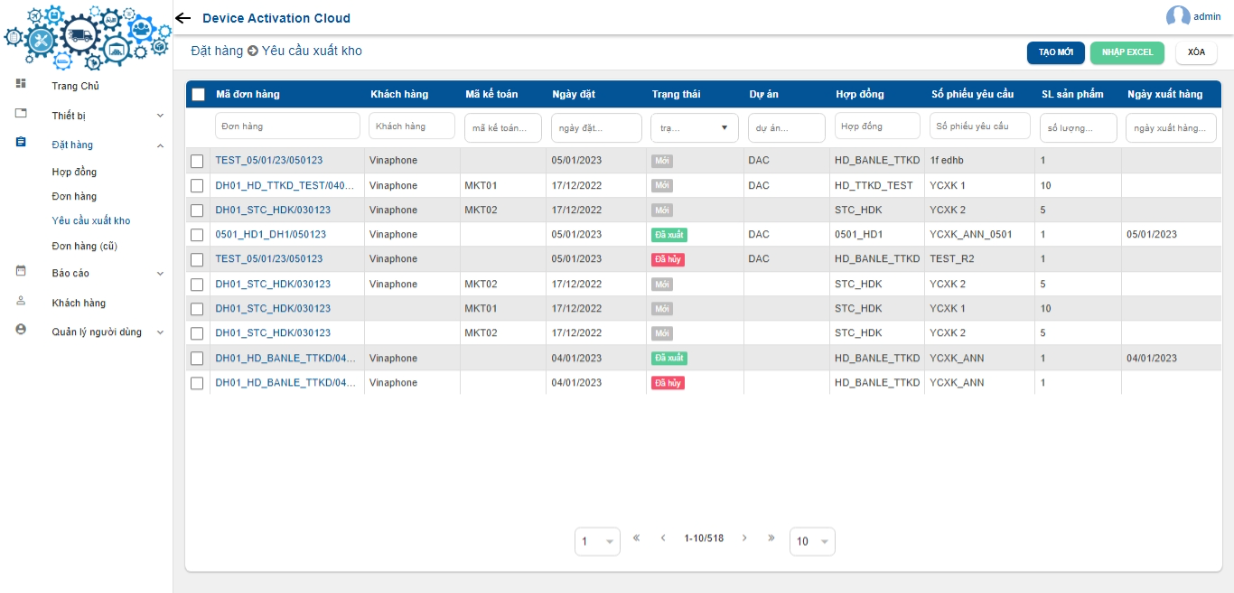 Device Activation Cloud
admin
Đặt hàng Yêu cầu xuất kho
TẠO MỚI NHẬP EXCEL XÓA
Trang Chủ
Thiết bị
Đặt hàng
Hợp đồng
Đơn hàng
Yêu cầu xuất kho
Đơn hàng (cũ)
Báo cáo
Khách hàng
Quản lý người dùng
Mã đơn hàng Khách hàng Mã kế toán Ngày đặt Trạng thái Dự án Hợp đồng Số phiếu yêu cầu SL sản phẩm Ngày xuất hàng
Đơn hàng Khách hàng mã kế toán... ngày đặt... trạ... dự án... Hợp đồng Số phiếu yêu cầu số lượng... ngày xuất hàng...
TEST_05/01/23/050123 Vinaphone 05/01/2023 Mới DAC HD_BANLE_TTKD 1f edhb 1
DH01_HD_TTKD_TEST/040... Vinaphone MKT01 17/12/2022 Mới DAC HD_TTKD_TEST YCXK 1 10
DH01_STC_HDK/030123 Vinaphone MKT02 17/12/2022 Mới STC_HDK YCXK 2 5
0501_HD1_DH1/050123 Vinaphone 05/01/2023 Đã xuất DAC 0501_HD1 YCXK_ANN_0501 1 05/01/2023
TEST_05/01/23/050123 Vinaphone 05/01/2023 Đã hủy DAC HD_BANLE_TTKD TEST_R2 1
DH01_STC_HDK/030123 Vinaphone MKT02 17/12/2022 Mới STC_HDK YCXK 2 5
DH01_STC_HDK/030123 MKT01 17/12/2022 Mới STC_HDK YCXK 1 10
DH01_STC_HDK/030123 MKT02 17/12/2022 Mới STC_HDK YCXK 2 5
DH01_HD_BANLE_TTKD/04... Vinaphone 04/01/2023 Đã xuất HD_BANLE_TTKD YCXK_ANN 1 04/01/2023
DH01_HD_BANLE_TTKD/04... Vinaphone 04/01/2023 Đã hủy HD_BANLE_TTKD YCXK_ANN 1
1 « ‹ 1-10/518 › » 10